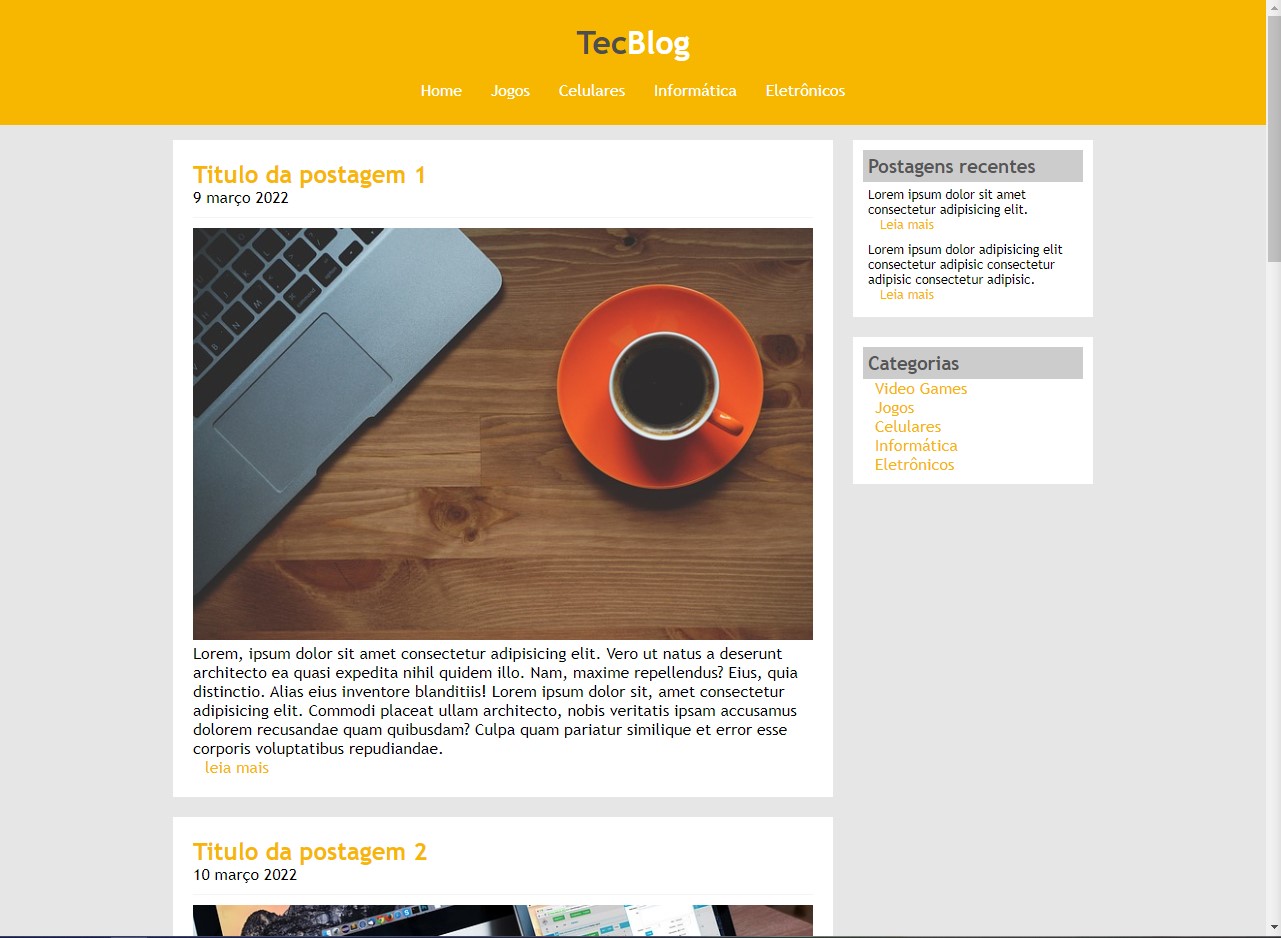 TecBlog
Home Jogos Celulares Informática Eletrônicos
Titulo da postagem 1
9 março 2022
Lorem, ipsum dolor sit amet consectetur adipisicing elit. Vero ut natus a deserunt
architecto ea quasi expedita nihil quidem illo. Nam, maxime repellendus? Eius, quia
distinctio. Alias eius inventore blanditiis! Lorem ipsum dolor sit, amet consectetur
adipisicing elit. Commodi placeat ullam architecto, nobis veritatis ipsam accusamus
dolorem recusandae quam quibusdam? Culpa quam pariatur similique et error esse
corporis voluptatibus repudiandae.
leia mais
Titulo da postagem 2
10 março 2022
Postagens recentes
Lorem ipsum dolor sit amet
consectetur adipisicing elit.
Leia mais
Lorem ipsum dolor adipisicing elit
consectetur adipisic consectetur
adipisic consectetur adipisic.
Leia mais
Categorias
Video Games
Jogos
Celulares
Informática
Eletrônicos